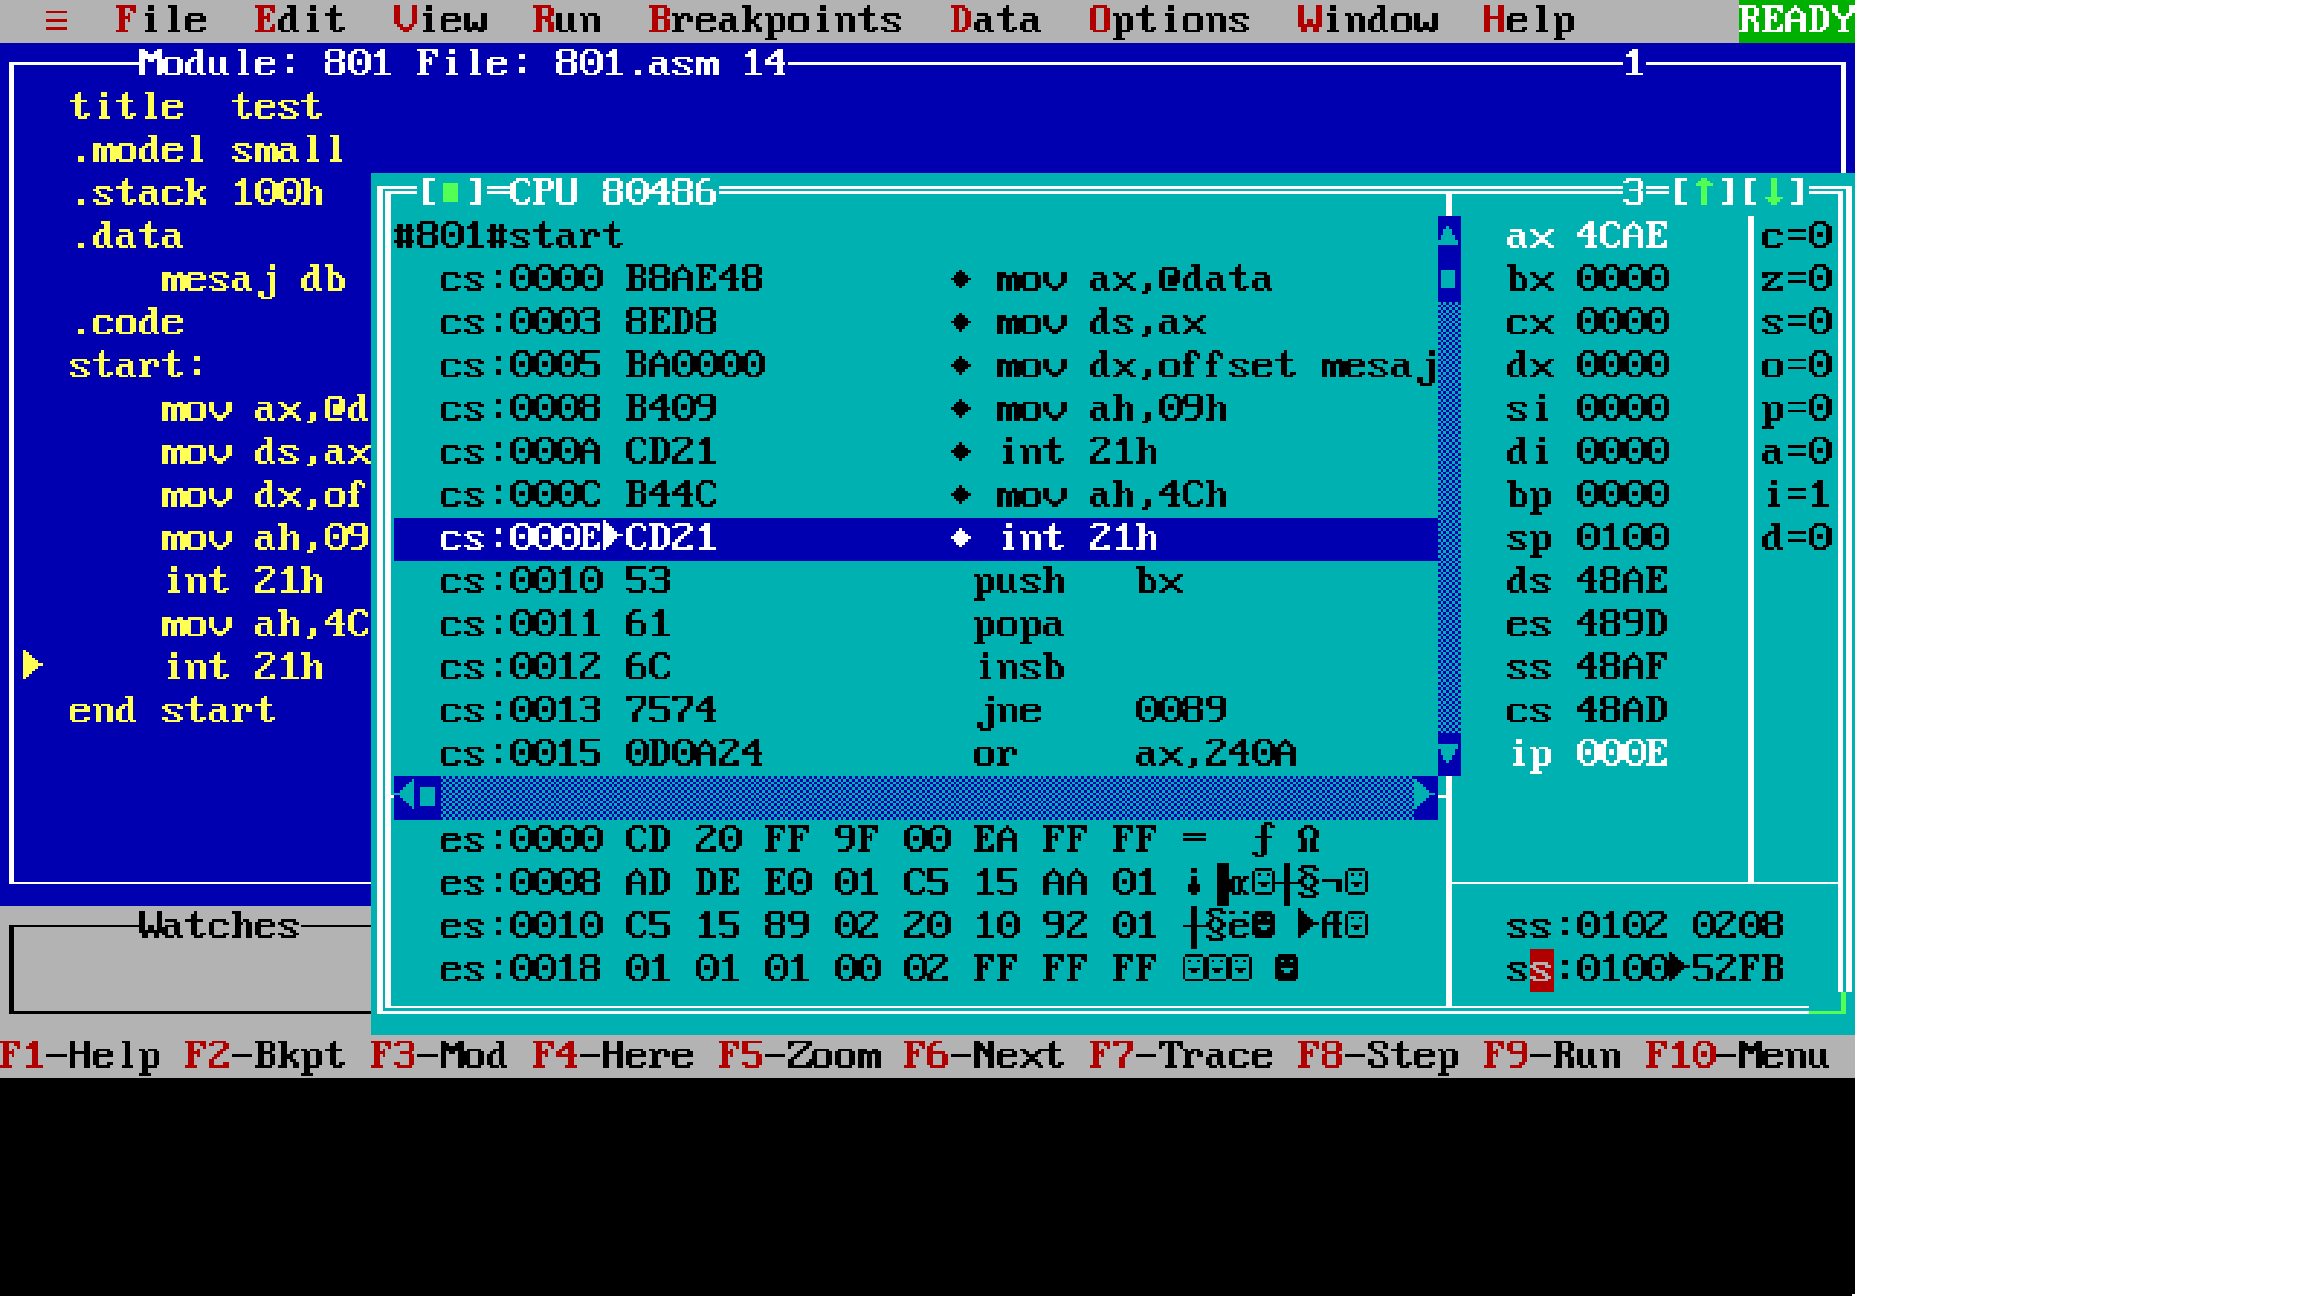 ≡ File Edit View Run Breakpoints Data Options Window Help READY
Module: 801 File: 801.asm 14 1
title test
.model small
.stack 100h
.data
mesaj db
.code
start:
mov ax,@d
mov ds,ax
mov dx,of
mov ah,09
int 21h
mov ah,4C
int 21h
end start
Watches
[■]=CPU 80486 3=[↑][↓]
#801#start
cs:0000 B8AE48 ♦ mov ax,@data
cs:0003 8ED8 ♦ mov ds,ax
cs:0005 BA0000 ♦ mov dx,offset mesaj
cs:0008 B409 ♦ mov ah,09h
cs:000A CD21 ♦ int 21h
cs:000C B44C ♦ mov ah,4Ch
cs:000E►CD21 ♦ int 21h
cs:0010 53 push bx
cs:0011 61 popa
cs:0012 6C insb
cs:0013 7574 jne 0089
cs:0015 0D0A24 or ax,240A
es:0000 CD 20 FF 9F 00 EA FF FF = ƒ Ω
es:0008 AD DE E0 01 C5 15 AA 01 ¡▐α☺┼§¬☺
es:0010 C5 15 89 02 20 10 92 01 ┼§ë☻ ►Æ☺
es:0018 01 01 01 00 02 FF FF FF ☺☺☺ ☻
ax 4CAE
bx 0000
cx 0000
dx 0000
si 0000
di 0000
bp 0000
sp 0100
ds 48AE
es 489D
ss 48AF
cs 48AD
ip 000E
c=0
z=0
s=0
o=0
p=0
a=0
i=1
d=0
ss:0102 0208
ss:0100►52FB
F1-Help F2-Bkpt F3-Mod F4-Here F5-Zoom F6-Next F7-Trace F8-Step F9-Run F10-Menu